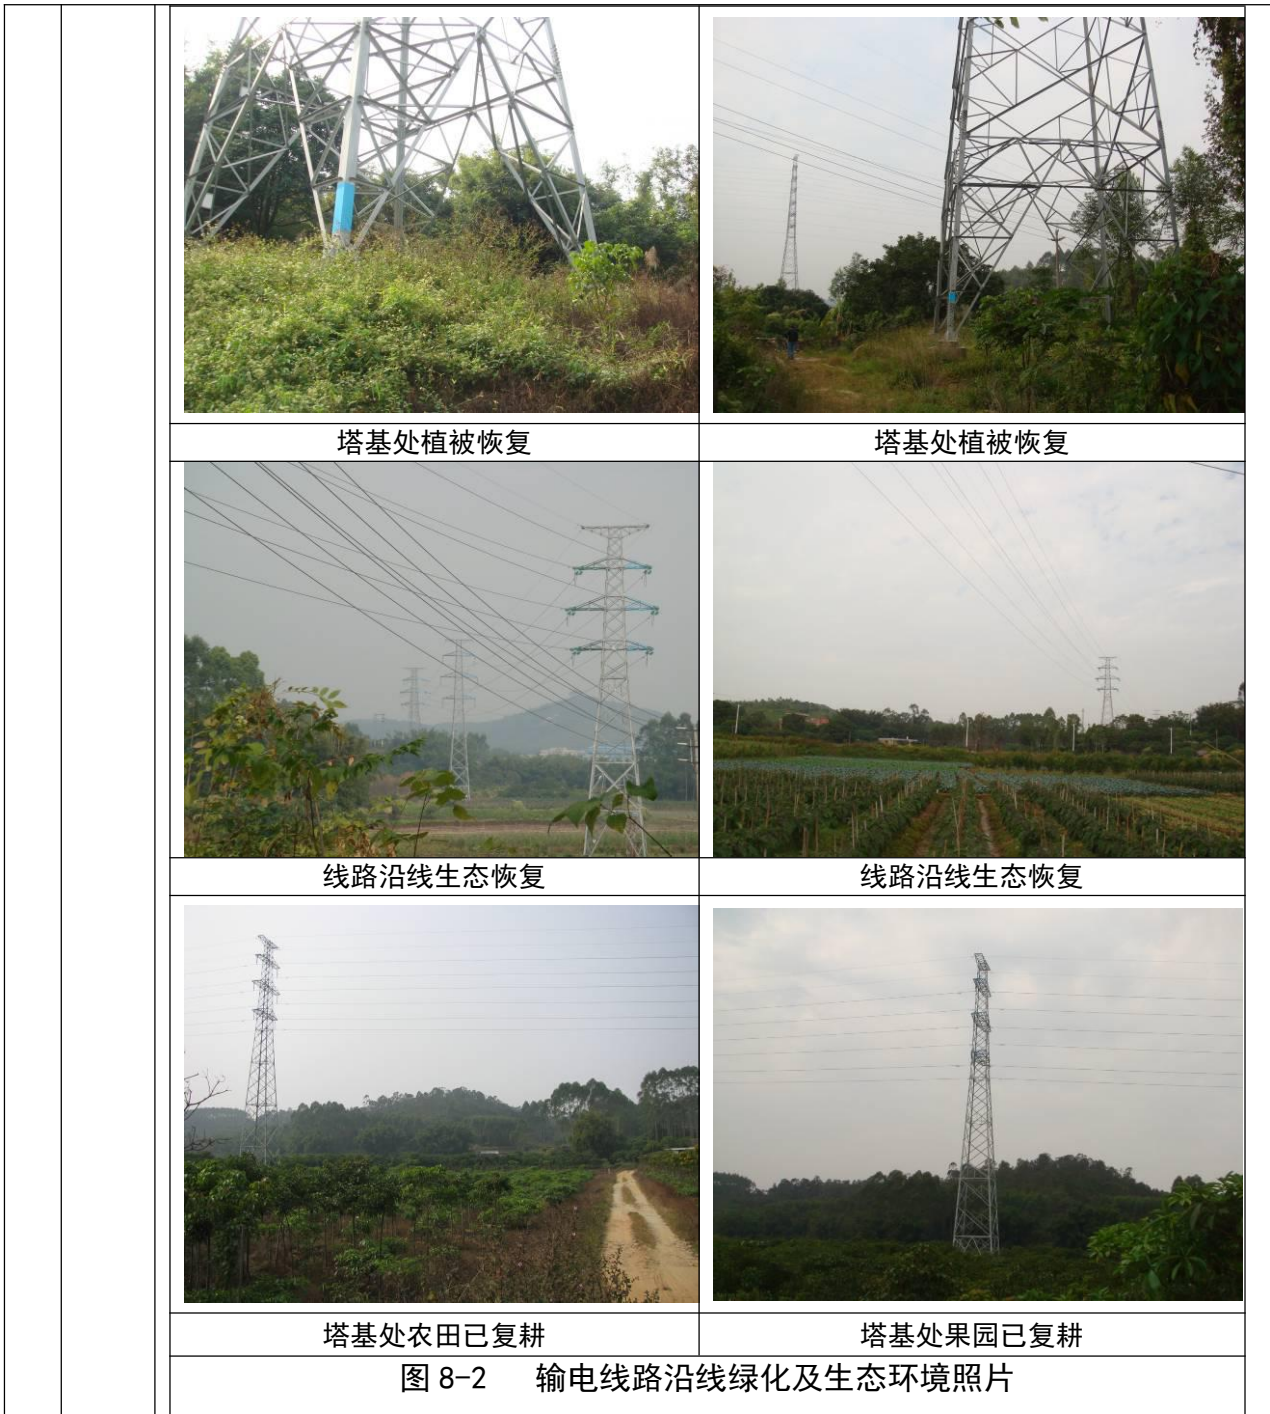 塔基处植被恢复
塔基处植被恢复
线路沿线生态恢复
线路沿线生态恢复
塔基处农田已复耕
塔基处果园已复耕
图 8-2 输电线路沿线绿化及生态环境照片